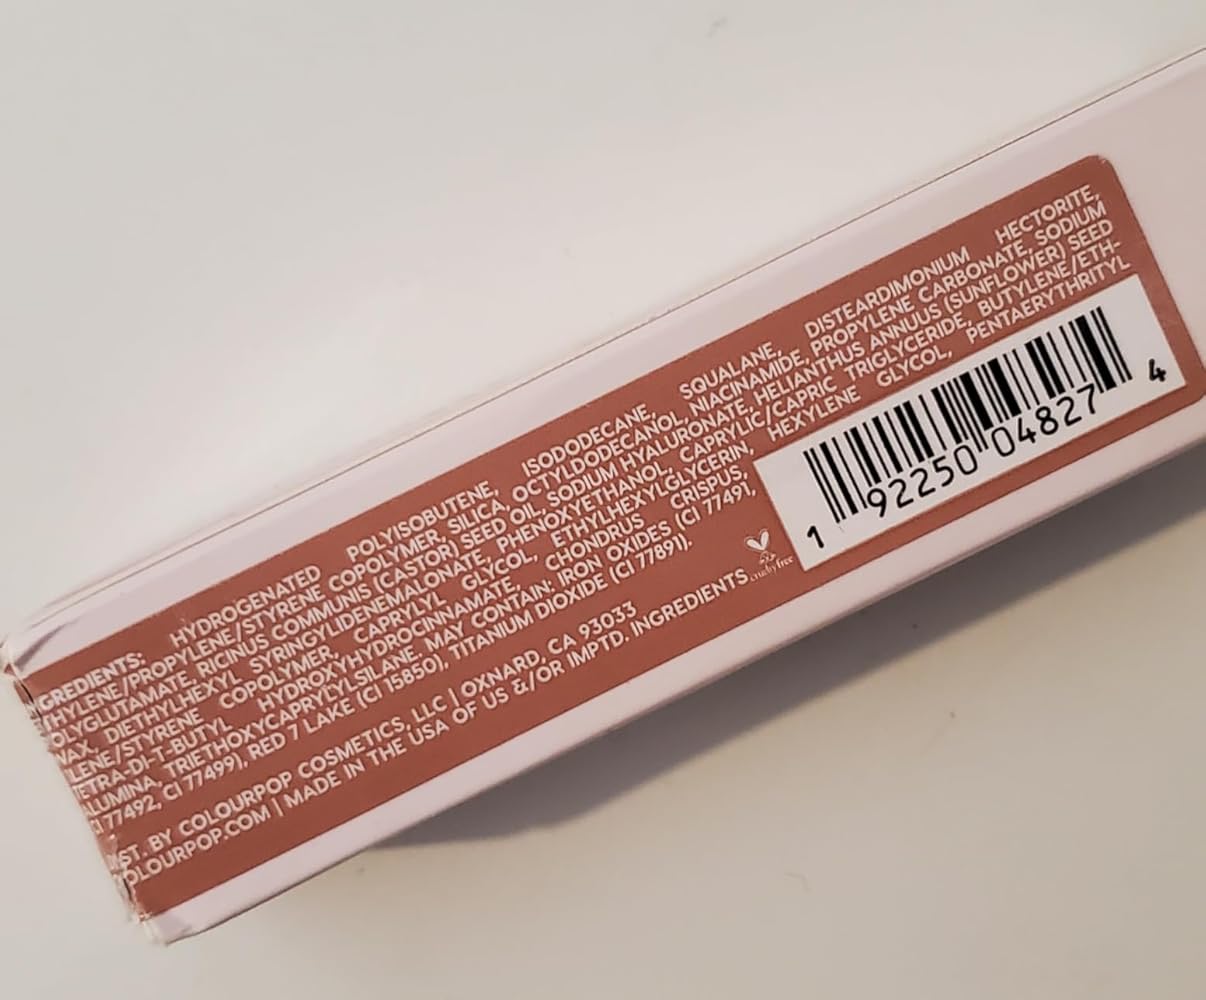 INGREDIENTS: HYDROGENATED POLYISOBUTENE, ISODODECANE, SQUALANE, DISTEARDIMONIUM HECTORITE,
ETHYLENE/PROPYLENE/STYRENE COPOLYMER, SILICA, OCTYLDODECANOL, NIACINAMIDE, PROPYLENE CARBONATE, SODIUM
POLYGLUTAMATE, RICINUS COMMUNIS (CASTOR) SEED OIL, SODIUM HYALURONATE, HELIANTHUS ANNUUS (SUNFLOWER) SEED
WAX, DIETHYLHEXYL SYRINGYLIDENEMALONATE, PHENOXYETHANOL, CAPRYLIC/CAPRIC TRIGLYCERIDE, BUTYLENE/ETH-
YLENE/STYRENE COPOLYMER, CAPRYLYL GLYCOL, ETHYLHEXYLGLYCERIN, HEXYLENE GLYCOL, PENTAERYTHRITYL
TETRA-DI-T-BUTYL HYDROXYHYDROCINNAMATE, CHONDRUS CRISPUS,
ALUMINA, TRIETHOXYCAPRYLYLSILANE. MAY CONTAIN: IRON OXIDES (CI 77491,
CI 77492, CI 77499), RED 7 LAKE (CI 15850), TITANIUM DIOXIDE (CI 77891).
DIST. BY COLOURPOP COSMETICS, LLC | OXNARD, CA 93033
COLOURPOP.COM | MADE IN THE USA OF US &/OR IMPTD. INGREDIENTS
cruelty free
1 92250 04827 4